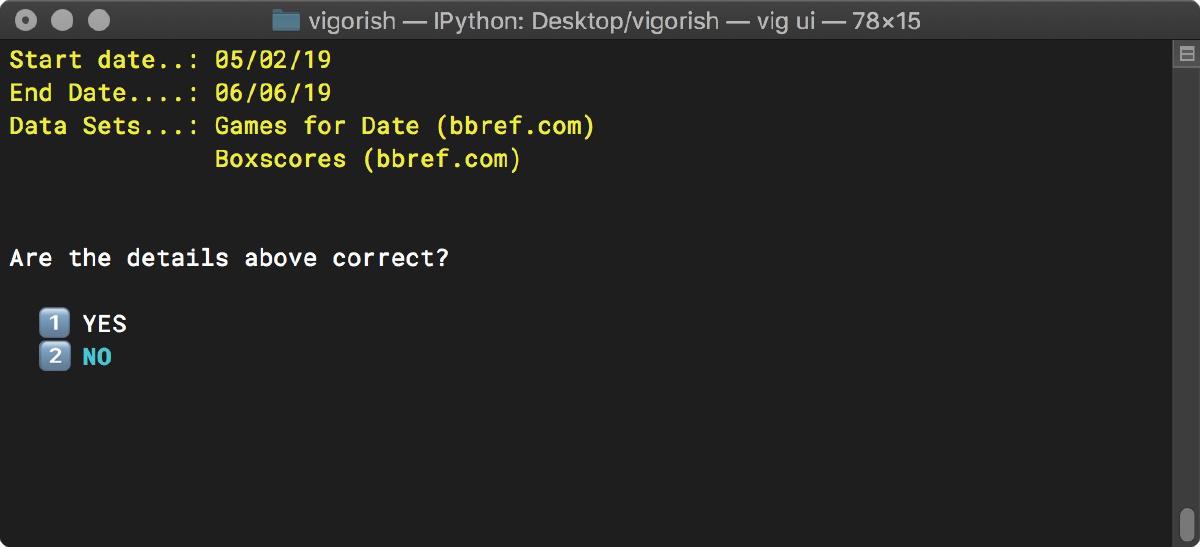 vigorish — IPython: Desktop/vigorish — vig ui — 78×15
Start date..: 05/02/19
End Date....: 06/06/19
Data Sets...: Games for Date (bbref.com)
Boxscores (bbref.com)
Are the details above correct?
1 YES
2 NO